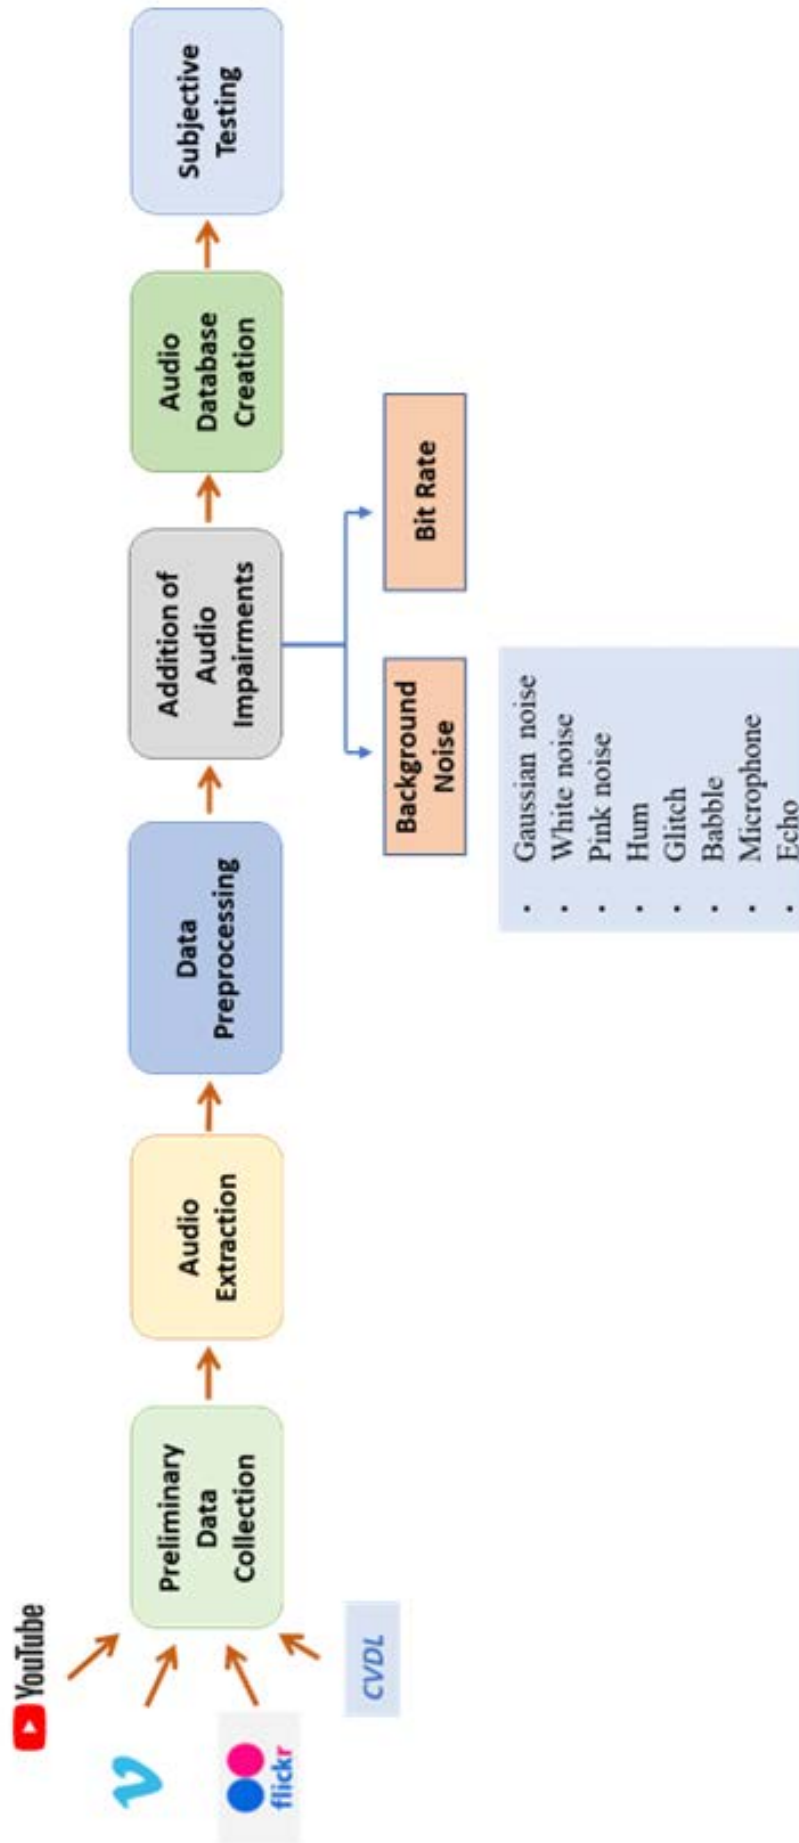 YouTube
v
flickr
CVDL
Preliminary
Data
Collection
Audio
Extraction
Data
Preprocessing
Addition of
Audio
Impairments
Audio
Database
Creation
Subjective
Testing
Background
Noise
Bit Rate
• Gaussian noise
• White noise
• Pink noise
• Hum
• Glitch
• Babble
• Microphone
• Echo